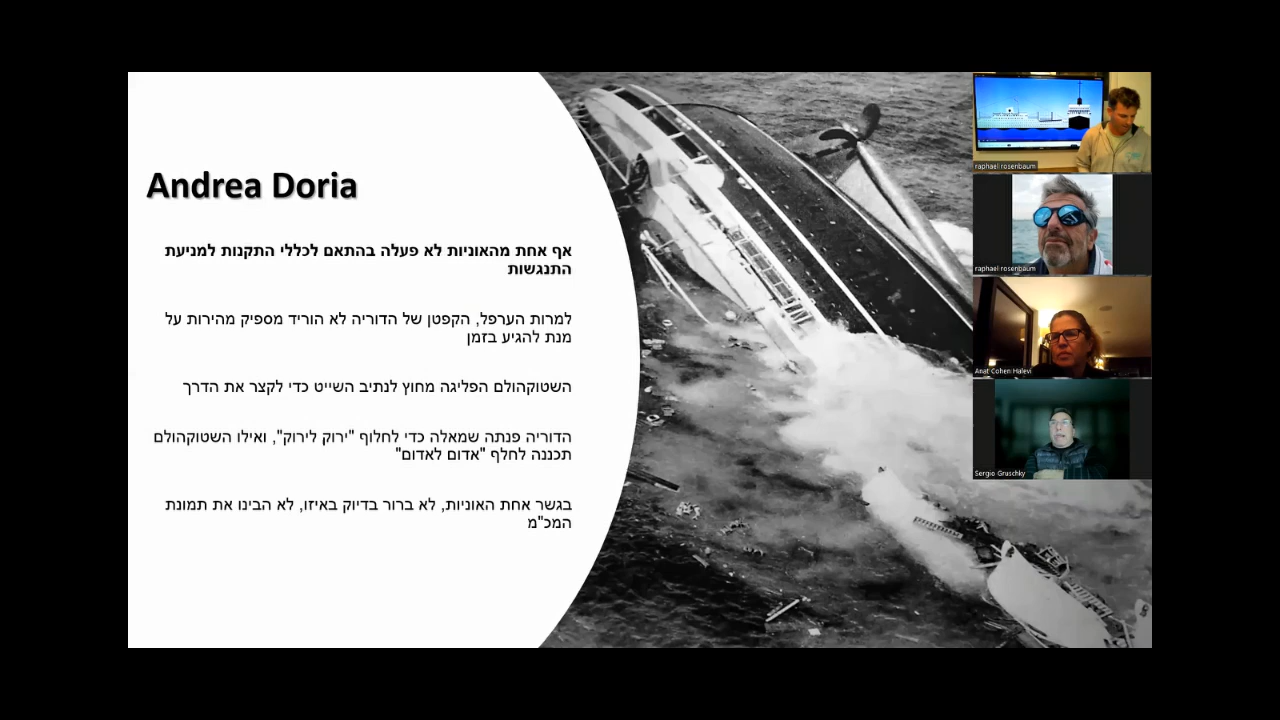 Andrea Doria
אף אחת מהאוניות לא פעלה בהתאם לכללי התקנות למניעת
התנגשות
למרות הערפל, הקפטן של הדוריה לא הוריד מספיק מהירות על
מנת להגיע בזמן
השטוקהולם הפליגה מחוץ לנתיב השייט כדי לקצר את הדרך
הדוריה פנתה שמאלה כדי לחלוף "ירוק לירוק", ואילו השטוקהולם
תכננה לחלף "אדום לאדום"
בגשר אחת האוניות, לא ברור בדיוק באיזו, לא הבינו את תמונת
המכ"מ
raphael rosenbaum
raphael rosenbaum
Anat Cohen Halevi
Sergio Gruschky